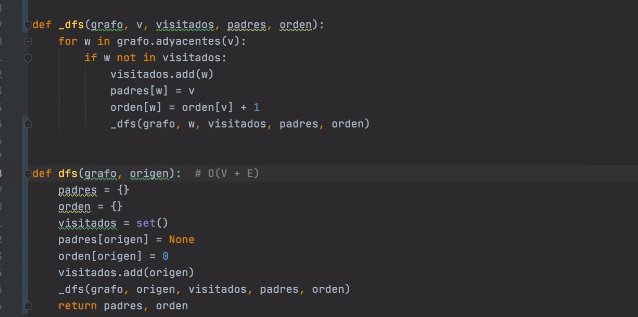 def _dfs(grafo, v, visitados, padres, orden):
    for w in grafo.adyacentes(v):
        if w not in visitados:
            visitados.add(w)
            padres[w] = v
            orden[w] = orden[v] + 1
            _dfs(grafo, w, visitados, padres, orden)
def dfs(grafo, origen):  # O(V + E)
    padres = {}
    orden = {}
    visitados = set()
    padres[origen] = None
    orden[origen] = 0
    visitados.add(origen)
    _dfs(grafo, origen, visitados, padres, orden)
    return padres, orden